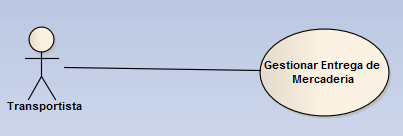 Gestionar Entrega de
Mercaderia
Transportista